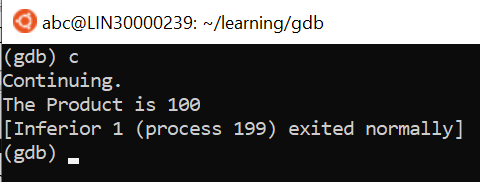 abc@LIN30000239: ~/learning/gdb
(gdb) c
Continuing.
The Product is 100
[Inferior 1 (process 199) exited normally]
(gdb)